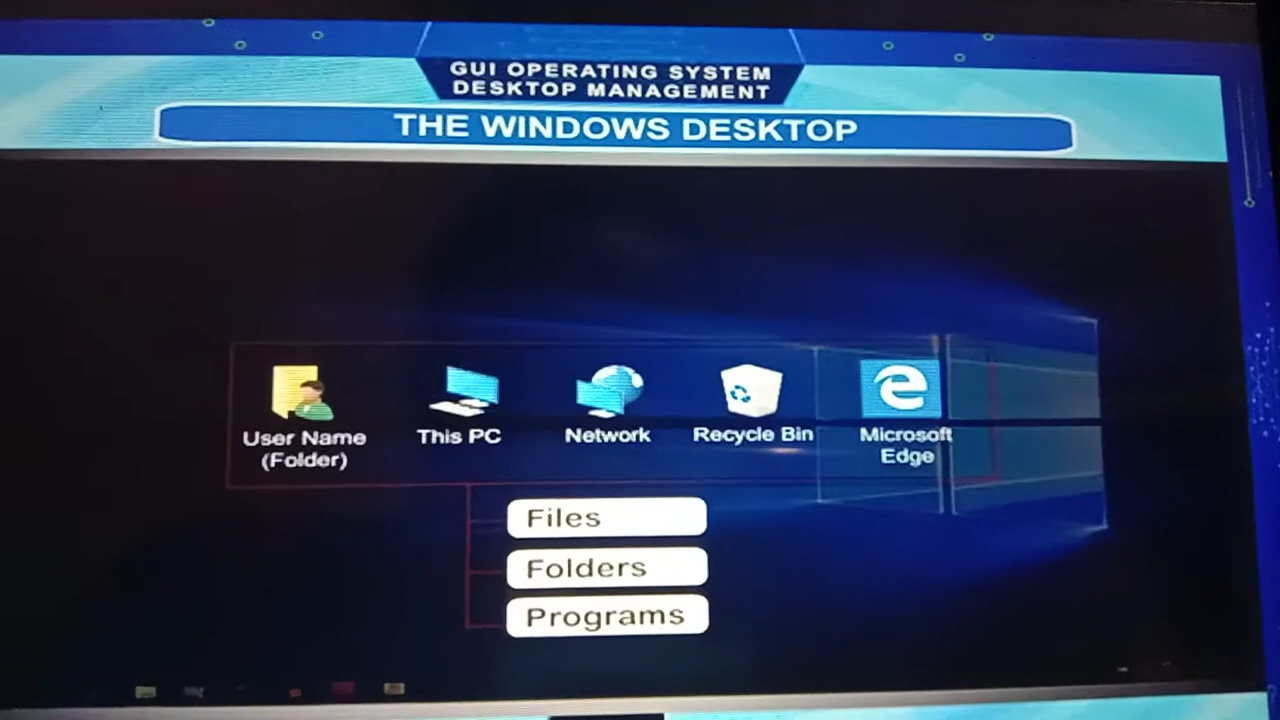 GUI OPERATING SYSTEM
DESKTOP MANAGEMENT
THE WINDOWS DESKTOP
User Name
(Folder)
This PC
Network
Recycle Bin
Microsoft
Edge
Files
Folders
Programs